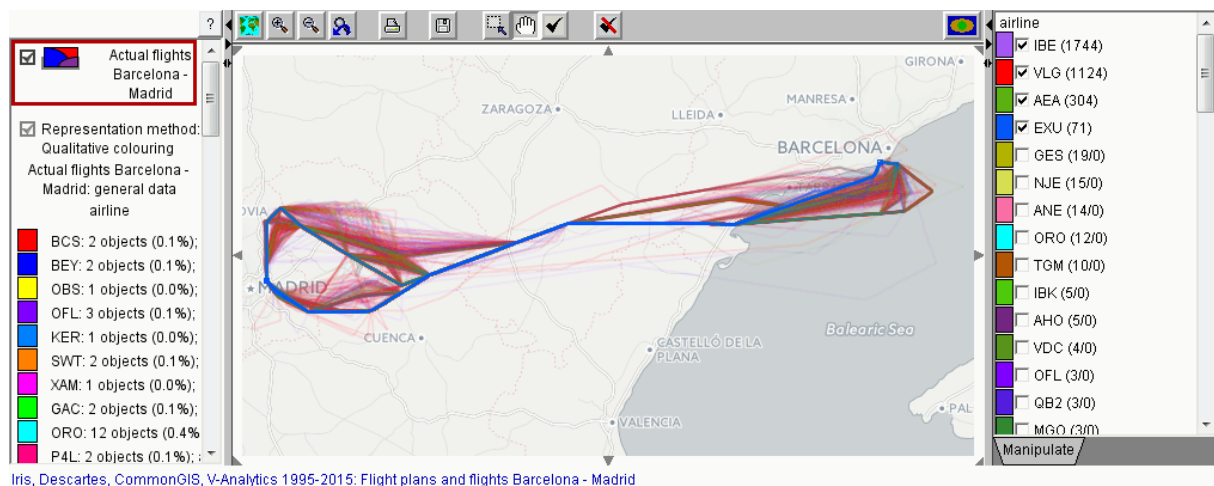 ?
Actual flights
Barcelona -
Madrid
Representation method:
Qualitative colouring
Actual flights Barcelona -
Madrid: general data
airline
BCS: 2 objects (0.1%);
BEY: 2 objects (0.1%);
OBS: 1 objects (0.0%);
OFL: 3 objects (0.1%);
KER: 1 objects (0.0%);
SWT: 2 objects (0.1%);
XAM: 1 objects (0.0%);
GAC: 2 objects (0.1%);
ORO: 12 objects (0.4%
P4L: 2 objects (0.1%);
GIRONA
ZARAGOZA
LLEIDA
MANRESA
BARCELONA
OVIA
MADRID
CUENCA
CASTELLÓ DE LA
PLANA
Balearic Sea
VALENCIA
PAL
airline
IBE (1744)
VLG (1124)
AEA (304)
EXU (71)
GES (19/0)
NJE (15/0)
ANE (14/0)
ORO (12/0)
TGM (10/0)
IBK (5/0)
AHO (5/0)
VDC (4/0)
OFL (3/0)
QB2 (3/0)
MGO (3/0)
Manipulate
Iris, Descartes, CommonGIS, V-Analytics 1995-2015: Flight plans and flights Barcelona - Madrid